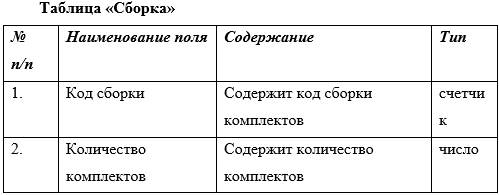 Таблица «Сборка»
№ Наименование поля Содержание Тип
п/п
1. Код сборки Содержит код сборки счетчи
комплектов к
2. Количество Содержит количество число
комплектов комплектов